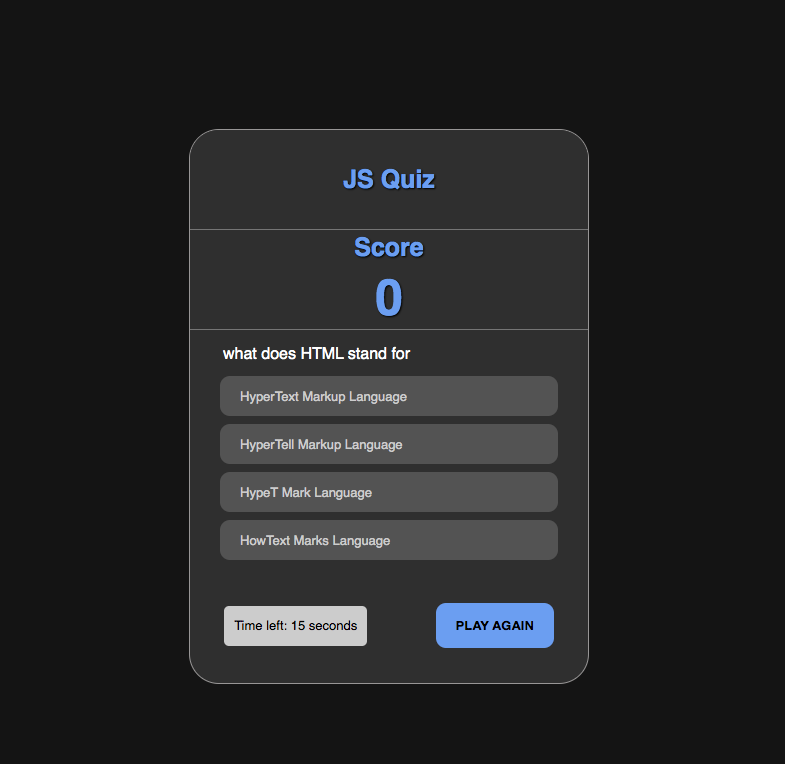 JS Quiz
Score
0
what does HTML stand for
HyperText Markup Language
HyperTell Markup Language
HypeT Mark Language
HowText Marks Language
Time left: 15 seconds
PLAY AGAIN